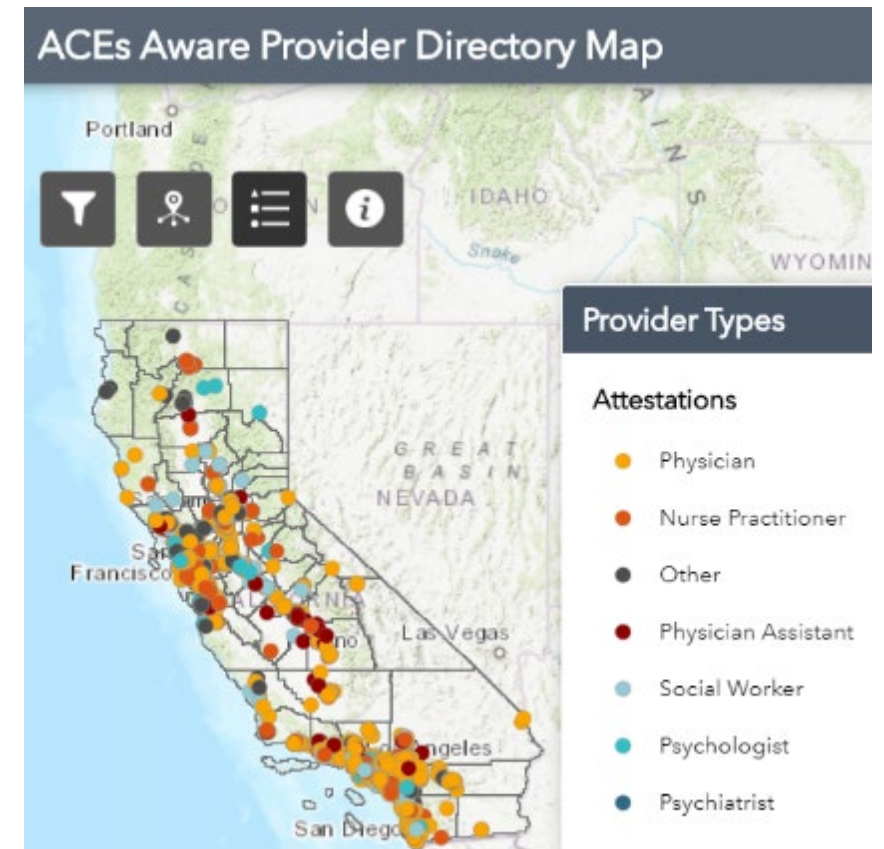 ACEs Aware Provider Directory Map
Portland
IDAHO
Snake
WYOMIN
Provider Types
Attestations
Physician
Nurse Practitioner
Other
Physician Assistant
Social Worker
Psychologist
Psychiatrist
GREAT
BASIN
NEVADA
San
Francisco
Las Vegas
ngeles
San Diego